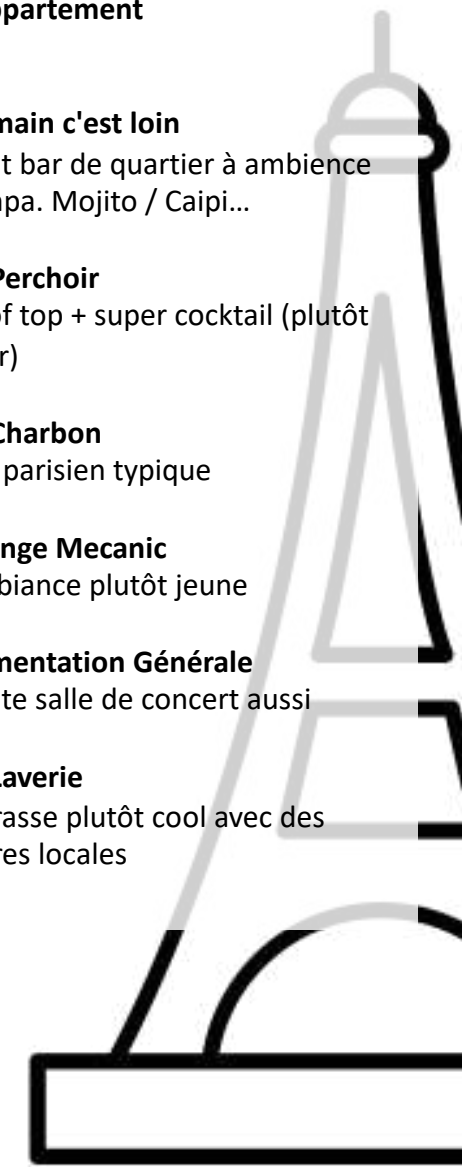 ppartement
main c'est loin
t bar de quartier à ambience
apa. Mojito / Caipi…
Perchoir
of top + super cocktail (plutôt
r)
Charbon
parisien typique
nge Mecanic
biance plutôt jeune
mentation Générale
te salle de concert aussi
Laverie
rasse plutôt cool avec des
res locales